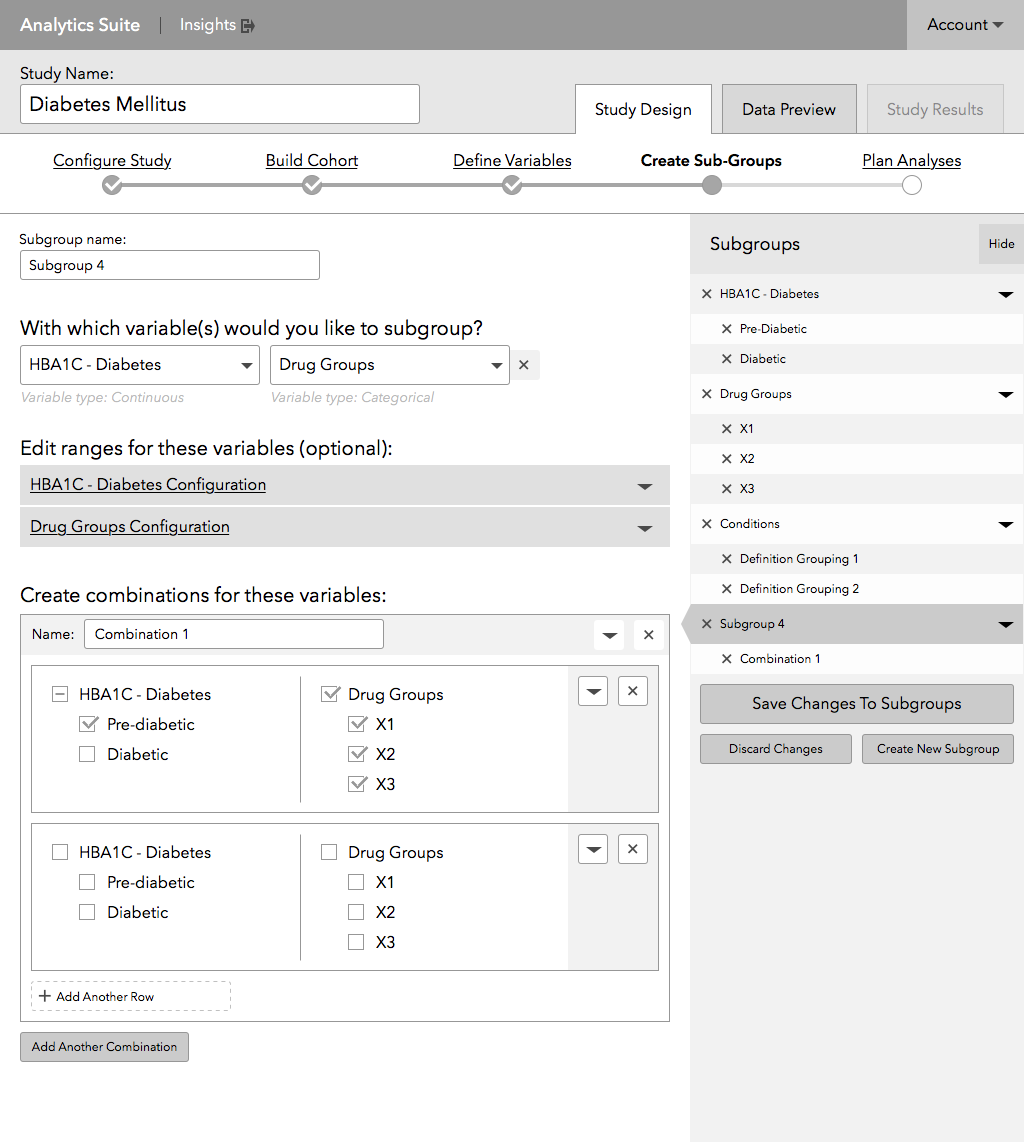 Analytics Suite | Insights Account
Study Name:
Diabetes Mellitus
Study Design Data Preview Study Results
Configure Study Build Cohort Define Variables Create Sub-Groups Plan Analyses
Subgroup name:
Subgroup 4
With which variable(s) would you like to subgroup?
HBA1C - Diabetes Drug Groups
Variable type: Continuous Variable type: Categorical
Edit ranges for these variables (optional):
HBA1C - Diabetes Configuration
Drug Groups Configuration
Create combinations for these variables:
Name: Combination 1
HBA1C - Diabetes Drug Groups
Pre-diabetic X1
Diabetic X2
X3
HBA1C - Diabetes Drug Groups
Pre-diabetic X1
Diabetic X2
X3
Add Another Row
Add Another Combination
Subgroups Hide
HBA1C - Diabetes
Pre-Diabetic
Diabetic
Drug Groups
X1
X2
X3
Conditions
Definition Grouping 1
Definition Grouping 2
Subgroup 4
Combination 1
Save Changes To Subgroups
Discard Changes Create New Subgroup